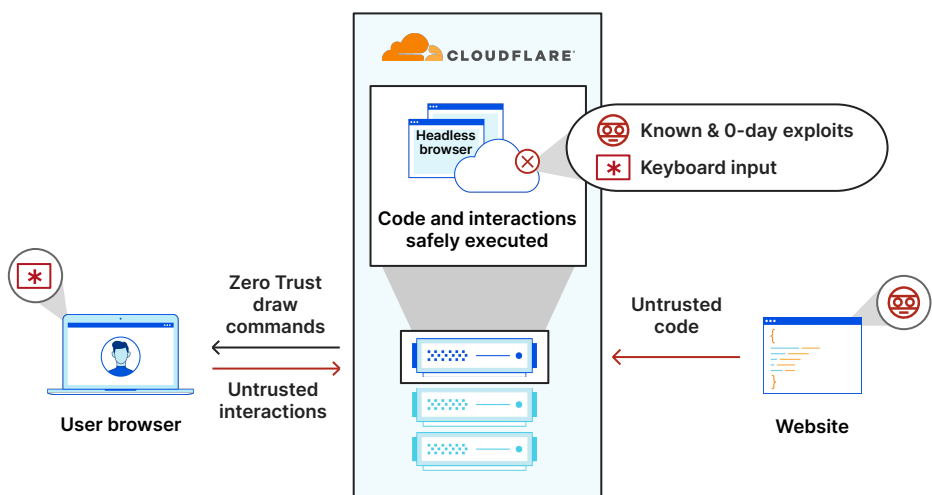 CLOUDFLARE
Headless
browser
Known & 0-day exploits
Keyboard input
Code and interactions
safely executed
Zero Trust
draw
commands
Untrusted
interactions
User browser
Untrusted
code
{
}
Website